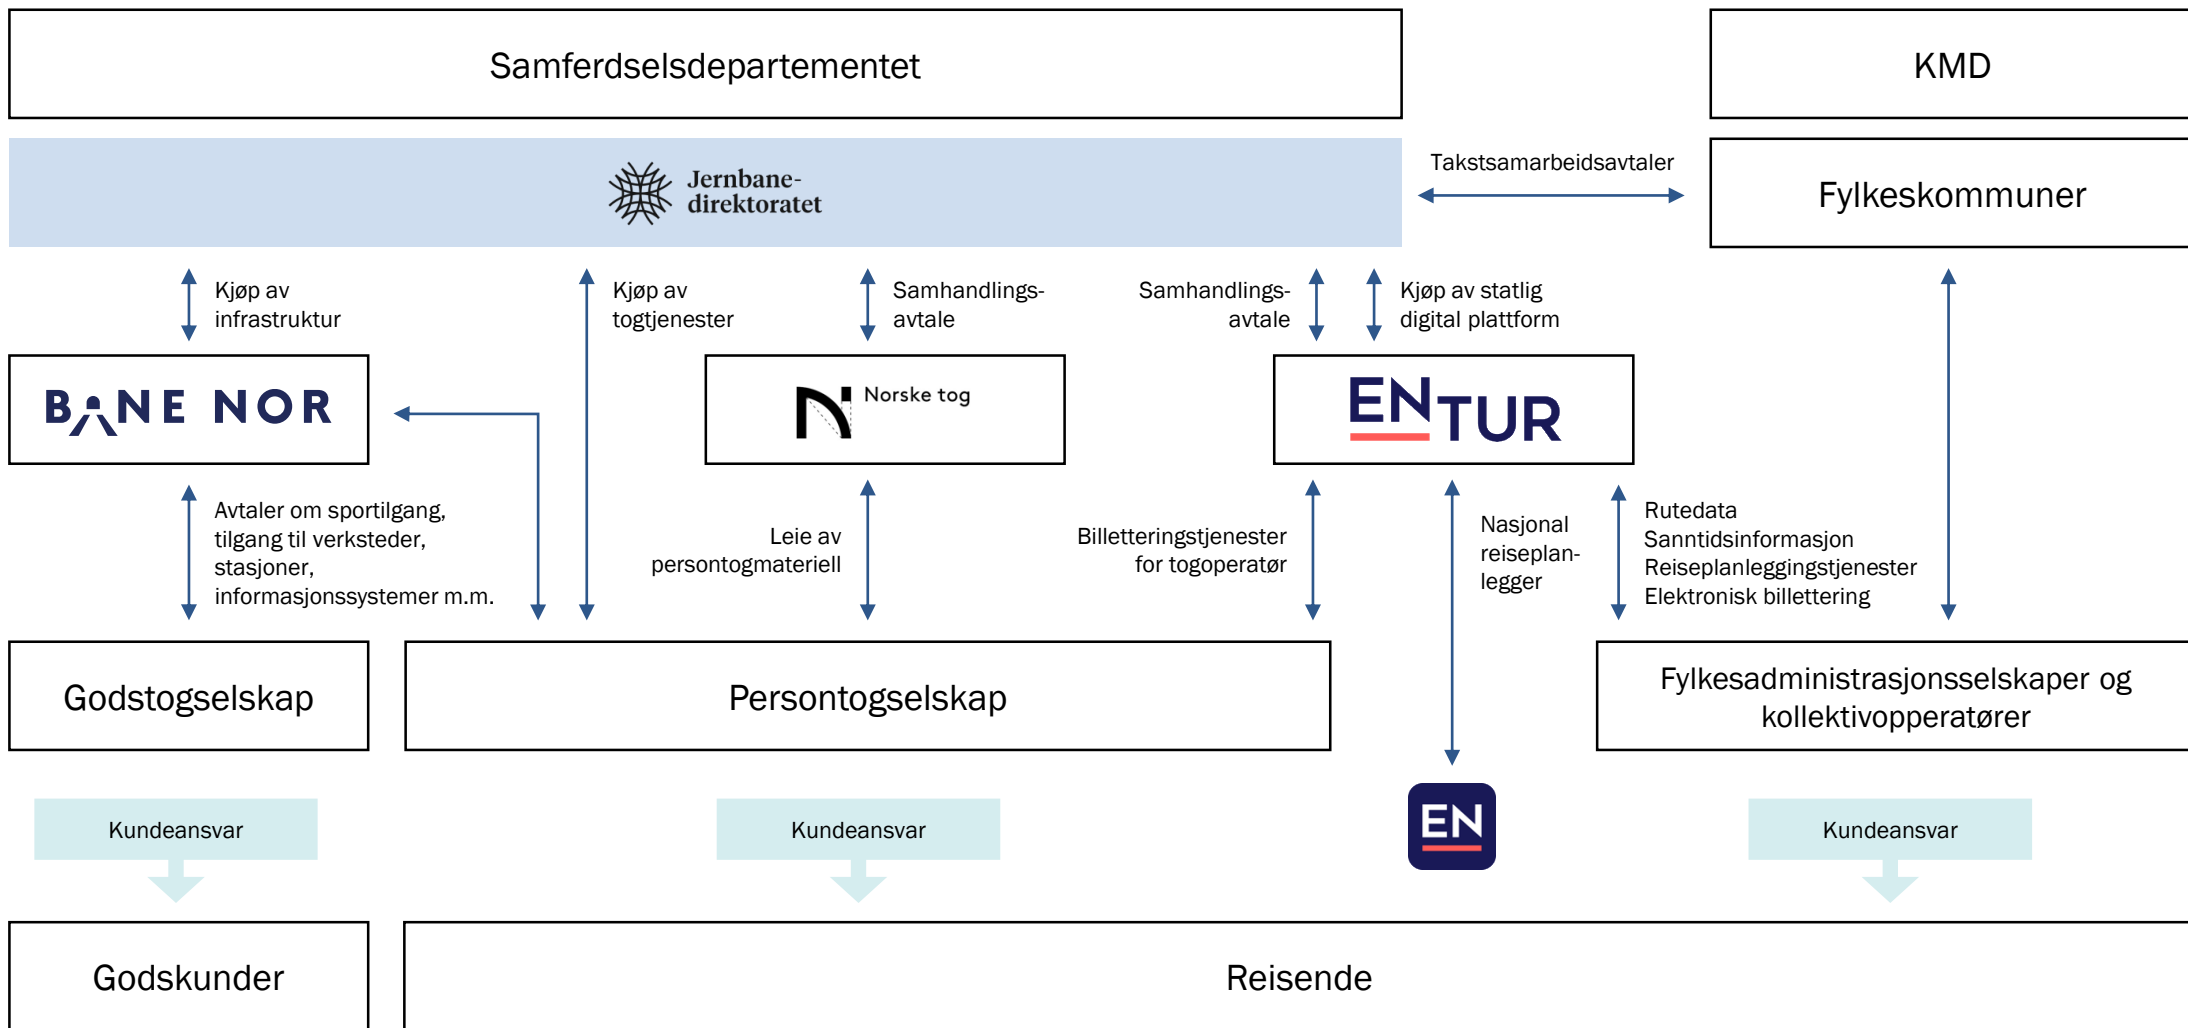 Samferdselsdepartementet
KMD
Jernbane-
direktoratet
Takstsamarbeidsavtaler
Fylkeskommuner
Kjøp av
infrastruktur
Kjøp av
togtjenester
Samhandlings-
avtale
Samhandlings-
avtale
Kjøp av statlig
digital plattform
BANE NOR
Norske tog
ENTUR
Avtaler om sportilgang,
tilgang til verksteder,
stasjoner,
informasjonssystemer m.m.
Leie av
persontogmateriell
Billetteringstjenester
for togoperatør
Nasjonal
reiseplan-
legger
Rutedata
Sanntidsinformasjon
Reiseplanleggingstjenester
Elektronisk billettering
Godstogselskap
Persontogselskap
Fylkesadministrasjonsselskaper og
kollektivopperatører
Kundeansvar
Kundeansvar
EN
Kundeansvar
Godskunder
Reisende